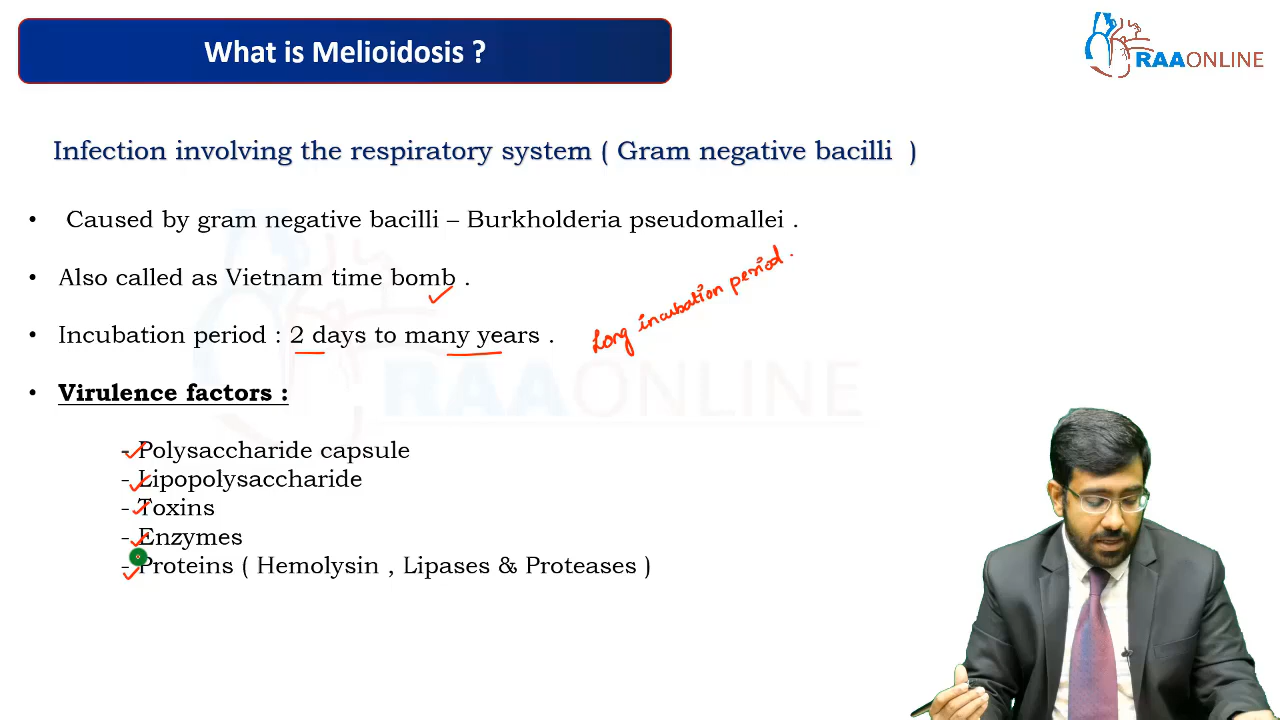 What is Melioidosis ?
RAAONLINE
Infection involving the respiratory system ( Gram negative bacilli )
• Caused by gram negative bacilli – Burkholderia pseudomallei .
• Also called as Vietnam time bomb .
• Incubation period : 2 days to many years .
Long incubation period .
• Virulence factors :
RAAONLINE
- Polysaccharide capsule
- Lipopolysaccharide
- Toxins
- Enzymes
- Proteins ( Hemolysin , Lipases & Proteases )